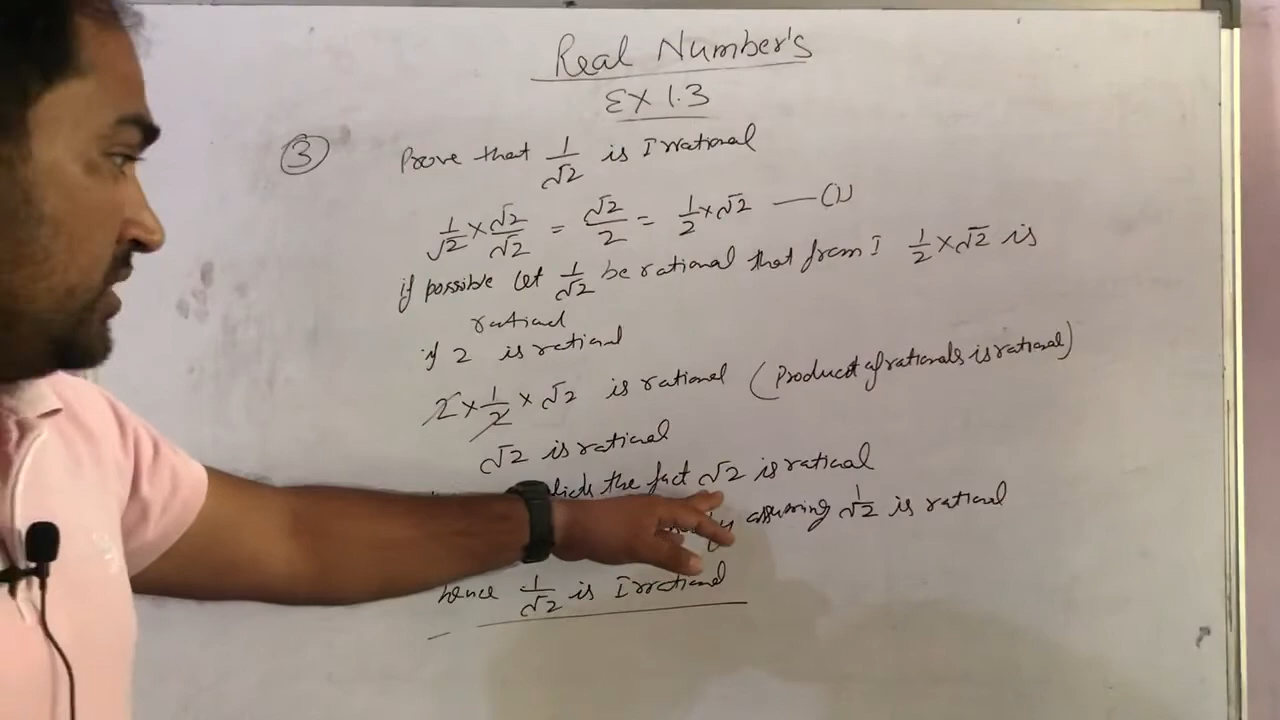 Real Number's
EX 1.3
③ Prove that 1/√2 is Irrational
1/√2 × √2/√2 = √2/2 = 1/2 × √2 — (1)
if possible let 1/√2 be rational that from I 1/2 × √2 is
rational
if 2 is rational
2 × 1/2 × √2 is rational (Product of rationals is rational)
√2 is rational
the fact √2 is rational
by assuming 1/√2 is rational
hence 1/√2 is Irrational